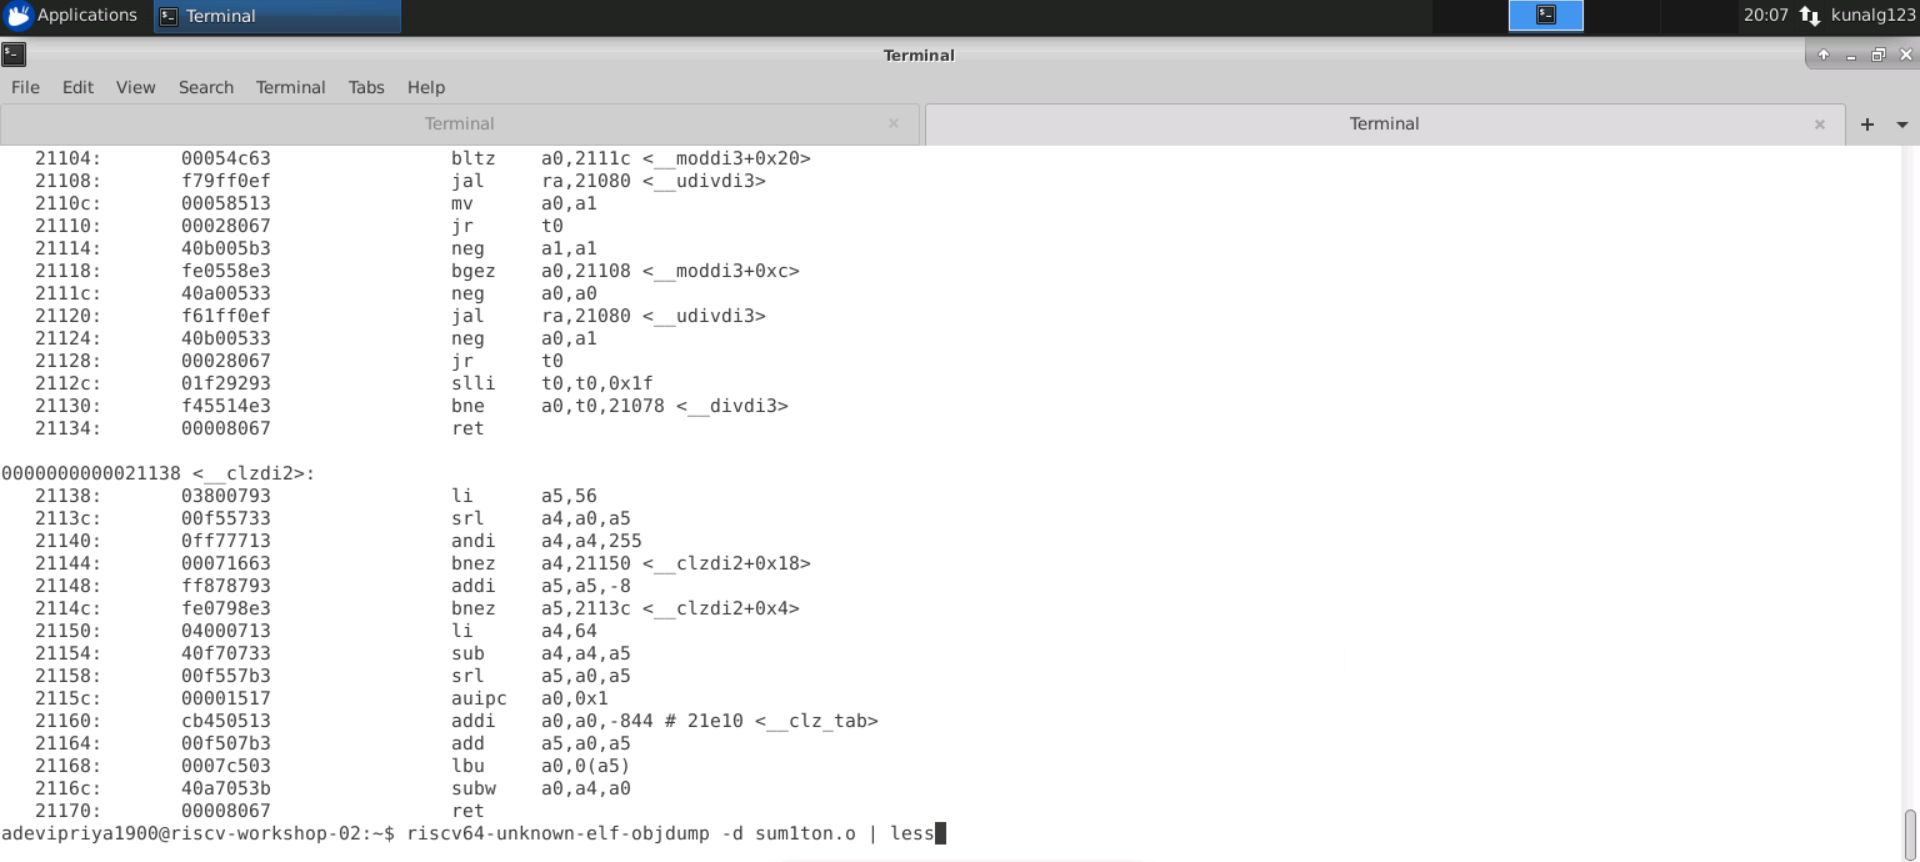 Applications Terminal 20:07 kunalg123
Terminal
File Edit View Search Terminal Tabs Help
Terminal Terminal
21104: 00054c63 bltz a0,2111c <__moddi3+0x20>
21108: f79ff0ef jal ra,21080 <__udivdi3>
2110c: 00058513 mv a0,a1
21110: 00028067 jr t0
21114: 40b005b3 neg a1,a1
21118: fe0558e3 bgez a0,21108 <__moddi3+0xc>
2111c: 40a00533 neg a0,a0
21120: f61ff0ef jal ra,21080 <__udivdi3>
21124: 40b00533 neg a0,a1
21128: 00028067 jr t0
2112c: 01f29293 slli t0,t0,0x1f
21130: f45514e3 bne a0,t0,21078 <__divdi3>
21134: 00008067 ret
0000000000021138 <__clzdi2>:
21138: 03800793 li a5,56
2113c: 00f55733 srl a4,a0,a5
21140: 0ff77713 andi a4,a4,255
21144: 00071663 bnez a4,21150 <__clzdi2+0x18>
21148: ff878793 addi a5,a5,-8
2114c: fe0798e3 bnez a5,2113c <__clzdi2+0x4>
21150: 04000713 li a4,64
21154: 40f70733 sub a4,a4,a5
21158: 00f557b3 srl a5,a0,a5
2115c: 00001517 auipc a0,0x1
21160: cb450513 addi a0,a0,-844 # 21e10 <__clz_tab>
21164: 00f507b3 add a5,a0,a5
21168: 0007c503 lbu a0,0(a5)
2116c: 40a7053b subw a0,a4,a0
21170: 00008067 ret
adevipriya1900@riscv-workshop-02:~$ riscv64-unknown-elf-objdump -d sum1ton.o | less